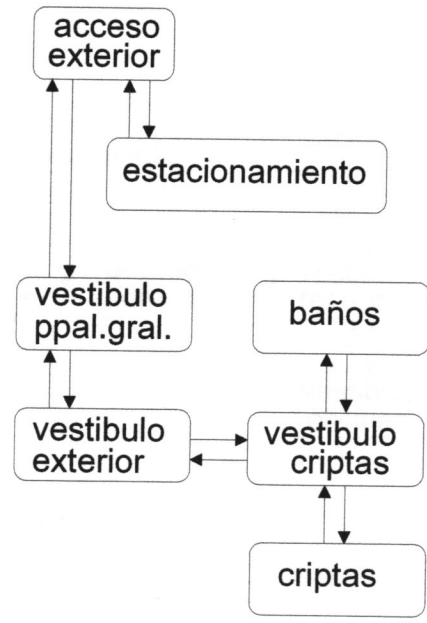 acceso
exterior
estacionamiento
vestibulo
ppal.gral.
baños
vestibulo
exterior
vestibulo
criptas
criptas